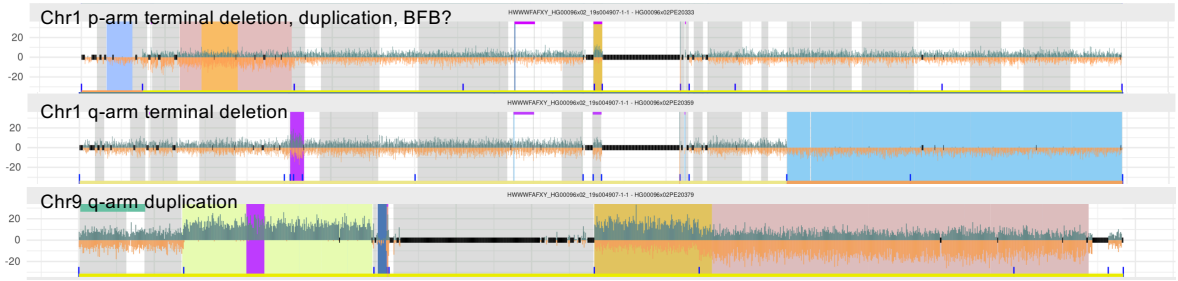 Chr1 p-arm terminal deletion, duplication, BFB?
HWWWFAFXY_HG00096x02_19s004907-1-1 - HG00096x02PE20333
20
0
-20
Chr1 q-arm terminal deletion
HWWWFAFXY_HG00096x02_19s004907-1-1 - HG00096x02PE20359
20
0
-20
Chr9 q-arm duplication
HWWWFAFXY_HG00096x02_19s004907-1-1 - HG00096x02PE20379
20
0
-20